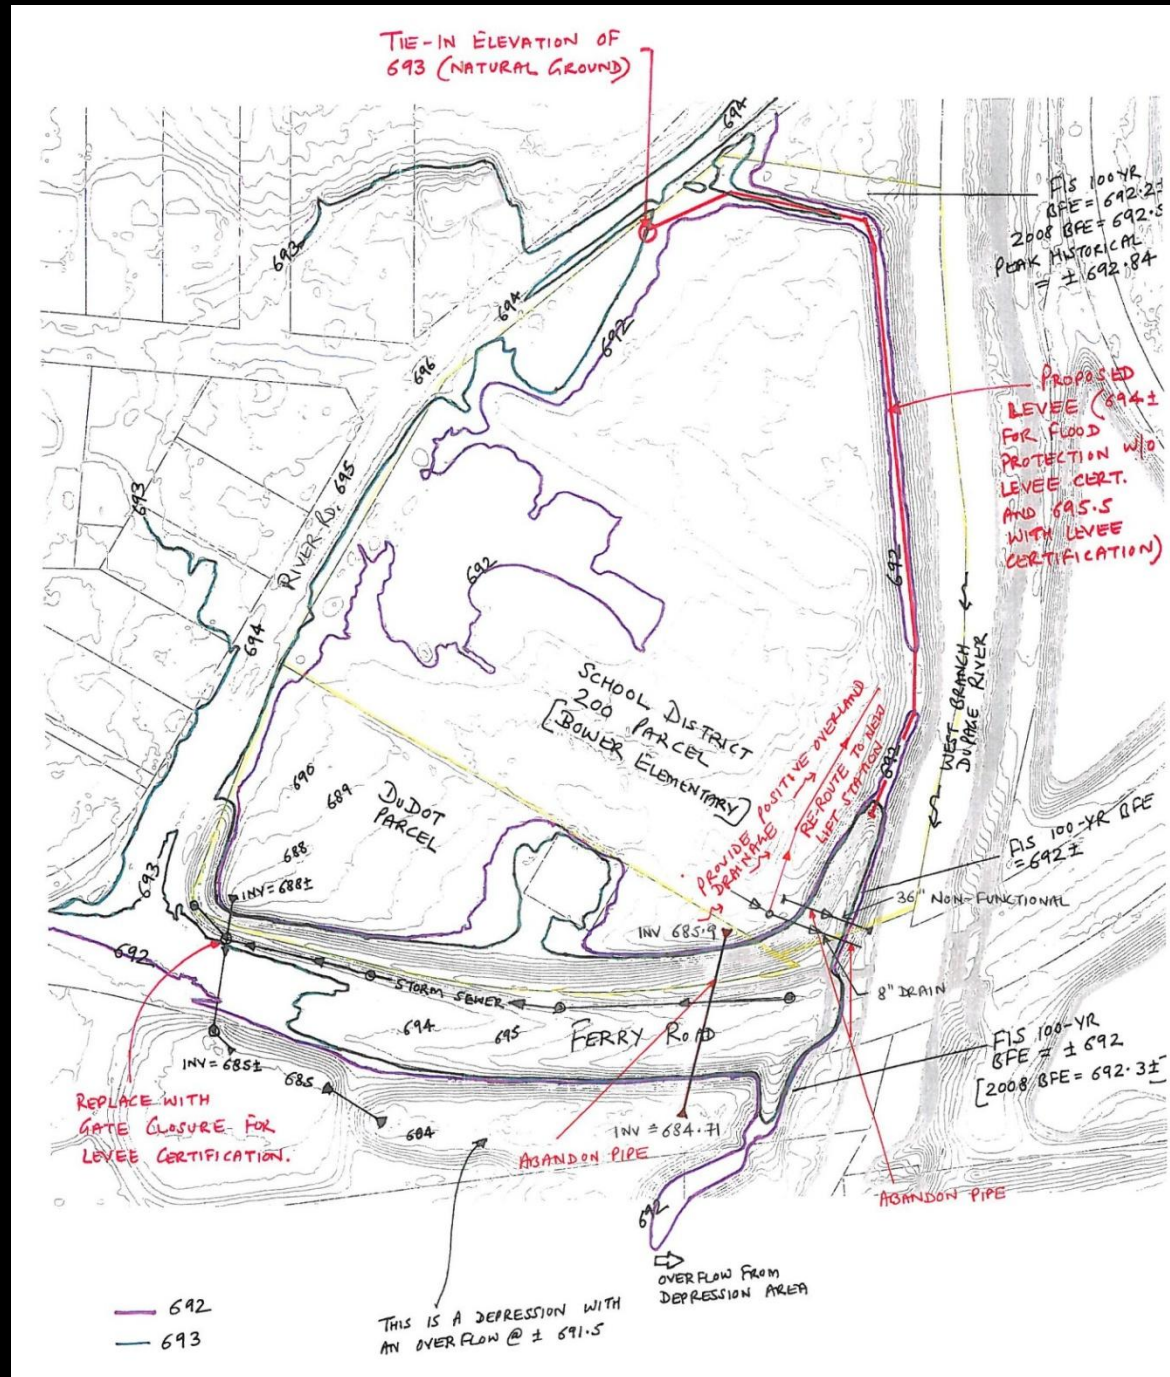 TIE-IN ELEVATION OF
693 (NATURAL GROUND)
694
FIS 100-YR
BFE = 692.2±
2008 BFE = 692.5
PEAK HISTORICAL
= ± 692.84
693
694
692
696
PROPOSED
LEVEE (694±
FOR FLOOD
PROTECTION W/O
LEVEE CERT.
AND 695.5
WITH LEVEE
CERTIFICATION)
693
RIVER RD. 695
692
692
694
WEST BRANCH
DUPAGE RIVER
SCHOOL DISTRICT
200 PARCEL
[BOWER ELEMENTARY]
PROVIDE POSITIVE OVERLAND
DRAINAGE
RE-ROUTE TO NEW
LIFT STATION
692
690
689
DUDOT
PARCEL
688
FIS 100-YR BFE
= 692±
693
INV = 688±
36" NON-FUNCTIONAL
INV 685.9
692
STORM SEWER
8" DRAIN
694
695
FERRY ROAD
FIS 100-YR
BFE = ± 692
[2008 BFE = 692.3±
INV = 685±
685
684
INV = 684.71
REPLACE WITH
GATE CLOSURE FOR
LEVEE CERTIFICATION.
ABANDON PIPE
ABANDON PIPE
692
OVERFLOW FROM
DEPRESSION AREA
THIS IS A DEPRESSION WITH
AN OVERFLOW @ ± 691.5
692
693